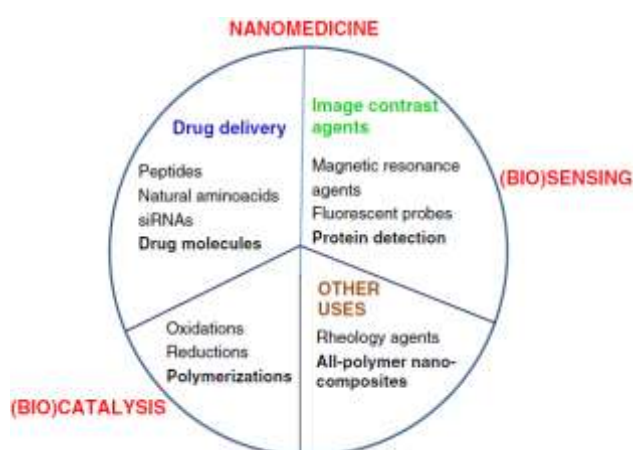 NANOMEDICINE
Drug delivery
Peptides
Natural aminoacids
siRNAs
Drug molecules
Image contrast
agents
Magnetic resonance
agents
Fluorescent probes
Protein detection
(BIO)SENSING
OTHER
USES
Rheology agents
All-polymer nano-
composites
Oxidations
Reductions
Polymerizations
(BIO)CATALYSIS